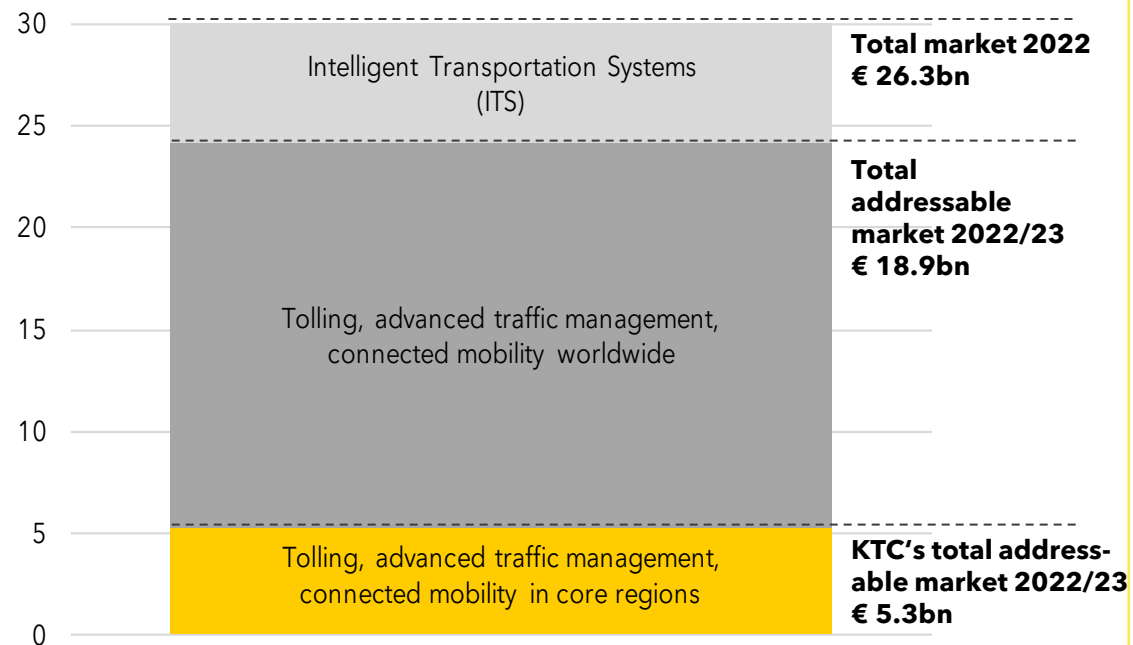 30
25
20
15
10
5
0
Intelligent Transportation Systems
(ITS)
Tolling, advanced traffic management,
connected mobility worldwide
Tolling, advanced traffic management,
connected mobility in core regions
Total market 2022
€ 26.3bn
Total
addressable
market 2022/23
€ 18.9bn
KTC‘s total address-
able market 2022/23
€ 5.3bn